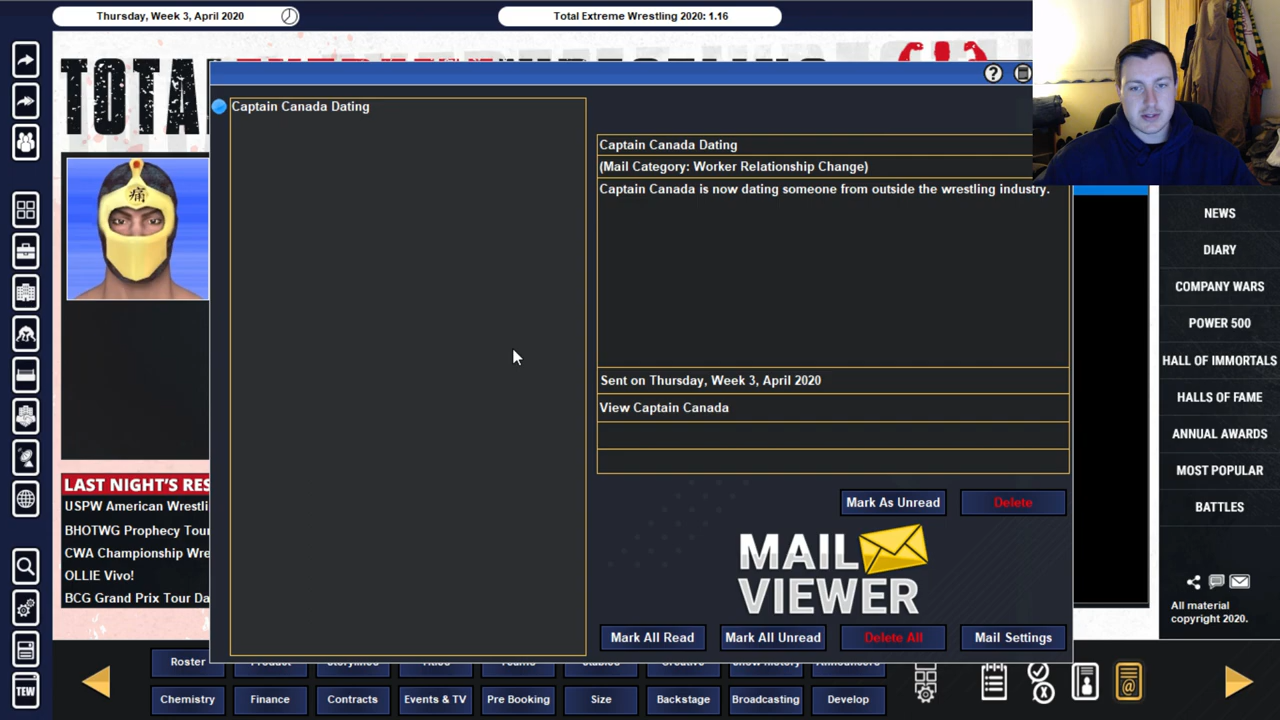 Thursday, Week 3, April 2020
Total Extreme Wrestling 2020: 1.16
Captain Canada Dating
Captain Canada Dating
(Mail Category: Worker Relationship Change)
Captain Canada is now dating someone from outside the wrestling industry.
Sent on Thursday, Week 3, April 2020
View Captain Canada
Mark As Unread
Delete
MAIL
VIEWER
Mark All Read
Mark All Unread
Delete All
Mail Settings
痛
LAST NIGHT'S RES
USPW American Wrestli
BHOTWG Prophecy Tour
CWA Championship Wre
OLLIE Vivo!
BCG Grand Prix Tour Da
NEWS
DIARY
COMPANY WARS
POWER 500
HALL OF IMMORTALS
HALLS OF FAME
ANNUAL AWARDS
MOST POPULAR
BATTLES
All material
copyright 2020.
TEW
Roster
Chemistry
Finance
Contracts
Events & TV
Pre Booking
Size
Backstage
Broadcasting
Develop